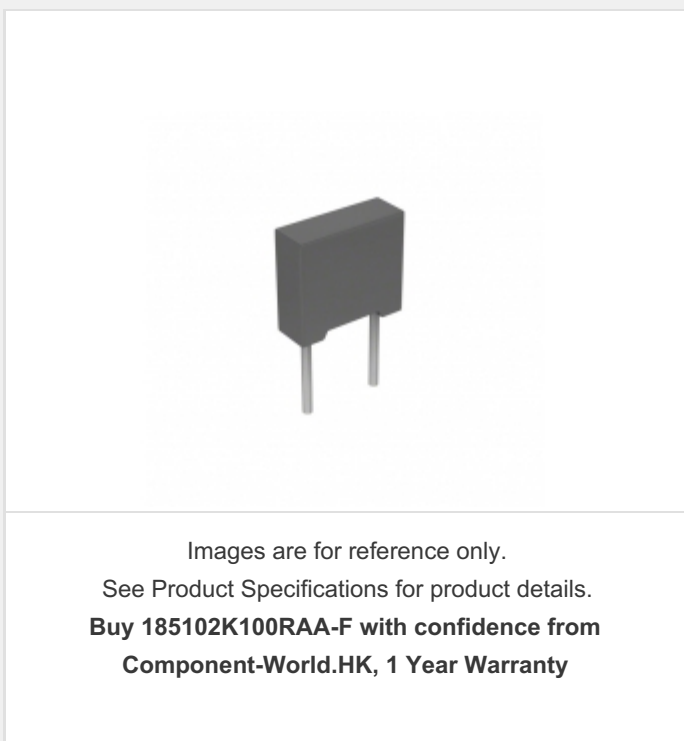 Images are for reference only.
See Product Specifications for product details.
Buy 185102K100RAA-F with confidence from
Component-World.HK, 1 Year Warranty